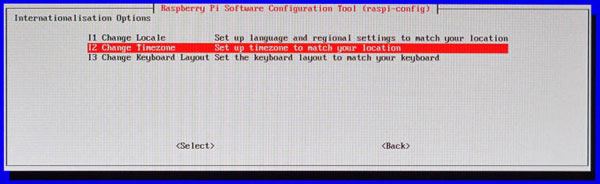 Raspberry Pi Software Configuration Tool (raspi-config)
Internationalisation Options
I1 Change Locale Set up language and regional settings to match your location
I2 Change Timezone Set up timezone to match your location
I3 Change Keyboard Layout Set the keyboard layout to match your keyboard
<Select> <Back>